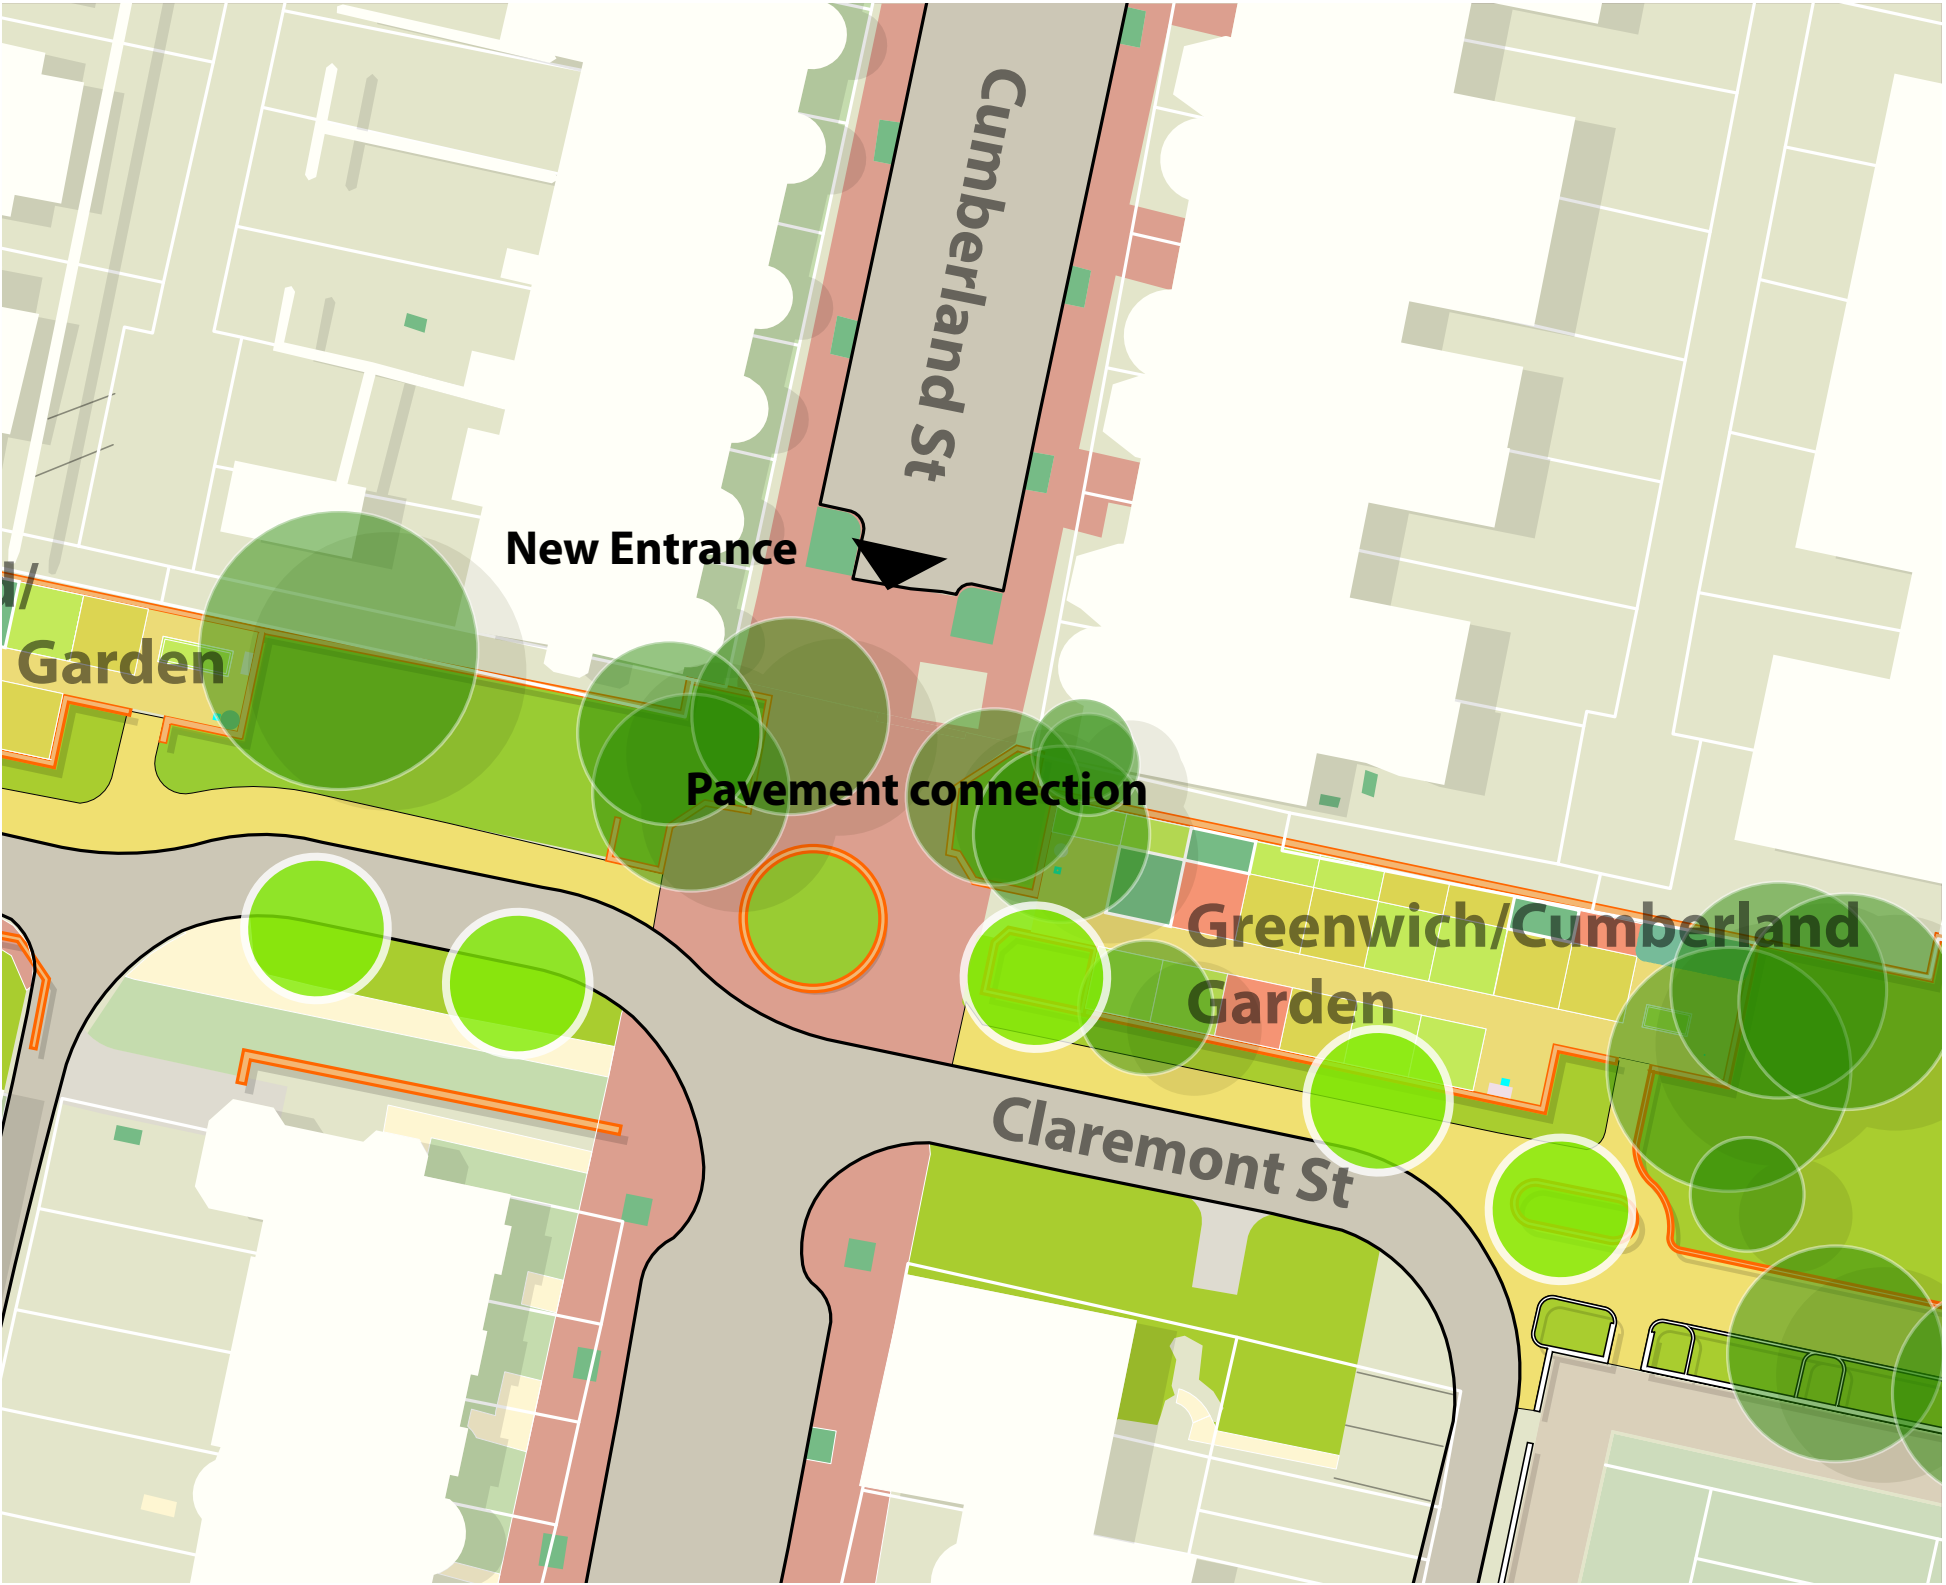 Cumberland St
New Entrance
Garden
Pavement connection
Greenwich/Cumberland
Garden
Claremont St